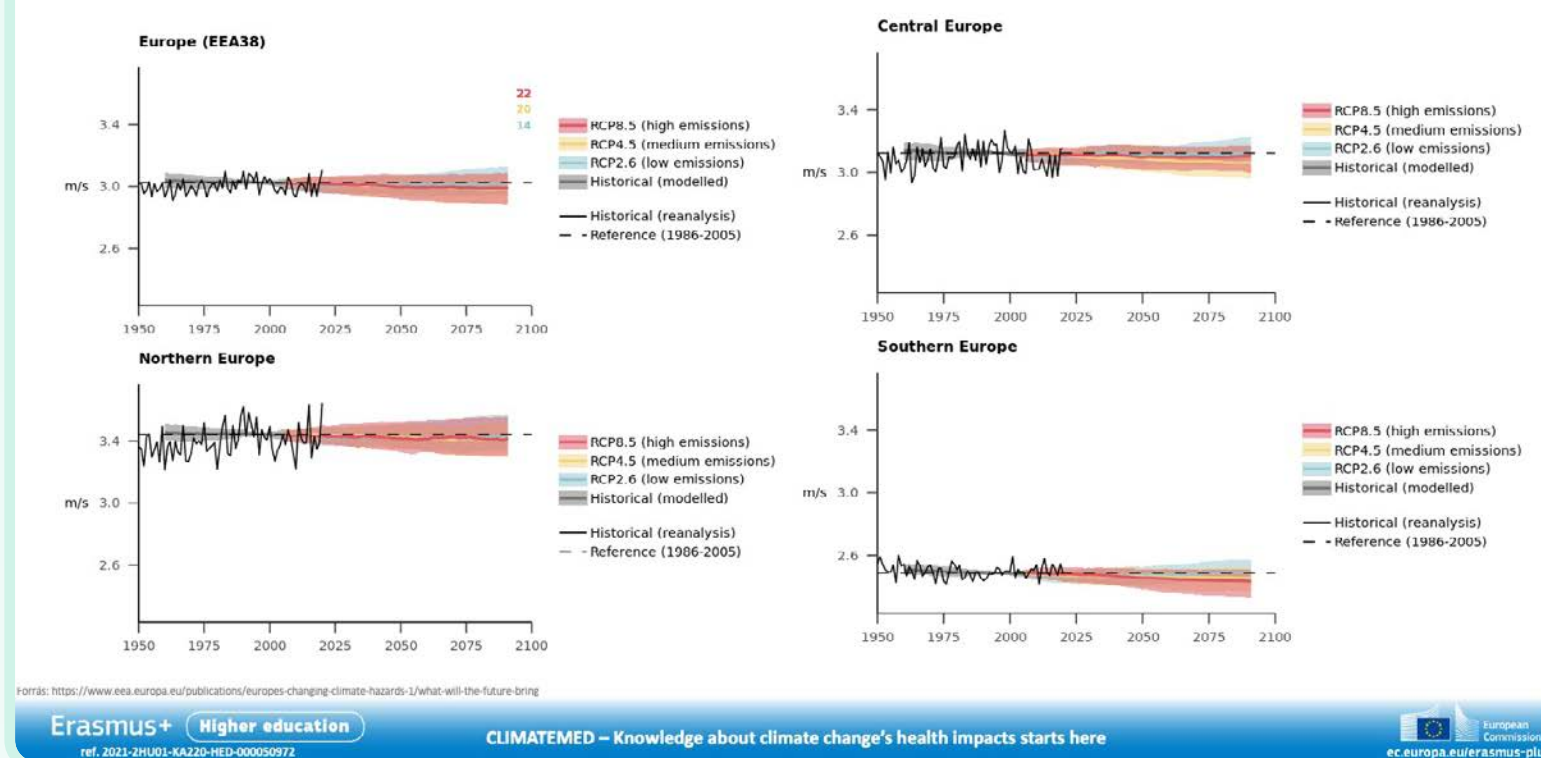 Europe (EEA38)
22
20
14
3.4
m/s 3.0
2.6
1950 1975 2000 2025 2050 2075 2100
RCP8.5 (high emissions)
RCP4.5 (medium emissions)
RCP2.6 (low emissions)
Historical (modelled)
Historical (reanalysis)
Reference (1986-2005)
Central Europe
3.4
m/s 3.0
2.6
1950 1975 2000 2025 2050 2075 2100
RCP8.5 (high emissions)
RCP4.5 (medium emissions)
RCP2.6 (low emissions)
Historical (modelled)
Historical (reanalysis)
Reference (1986-2005)
Northern Europe
3.4
m/s 3.0
2.6
1950 1975 2000 2025 2050 2075 2100
RCP8.5 (high emissions)
RCP4.5 (medium emissions)
RCP2.6 (low emissions)
Historical (modelled)
Historical (reanalysis)
Reference (1986-2005)
Southern Europe
3.4
m/s 3.0
2.6
1950 1975 2000 2025 2050 2075 2100
RCP8.5 (high emissions)
RCP4.5 (medium emissions)
RCP2.6 (low emissions)
Historical (modelled)
Historical (reanalysis)
Reference (1986-2005)
Forrás: https://www.eea.europa.eu/publications/europes-changing-climate-hazards-1/what-will-the-future-bring
Erasmus+ Higher education
ref. 2021-2HU01-KA220-HED-000050972
CLIMATEMED – Knowledge about climate change's health impacts starts here
European
Commission
ec.europa.eu/erasmus-plu